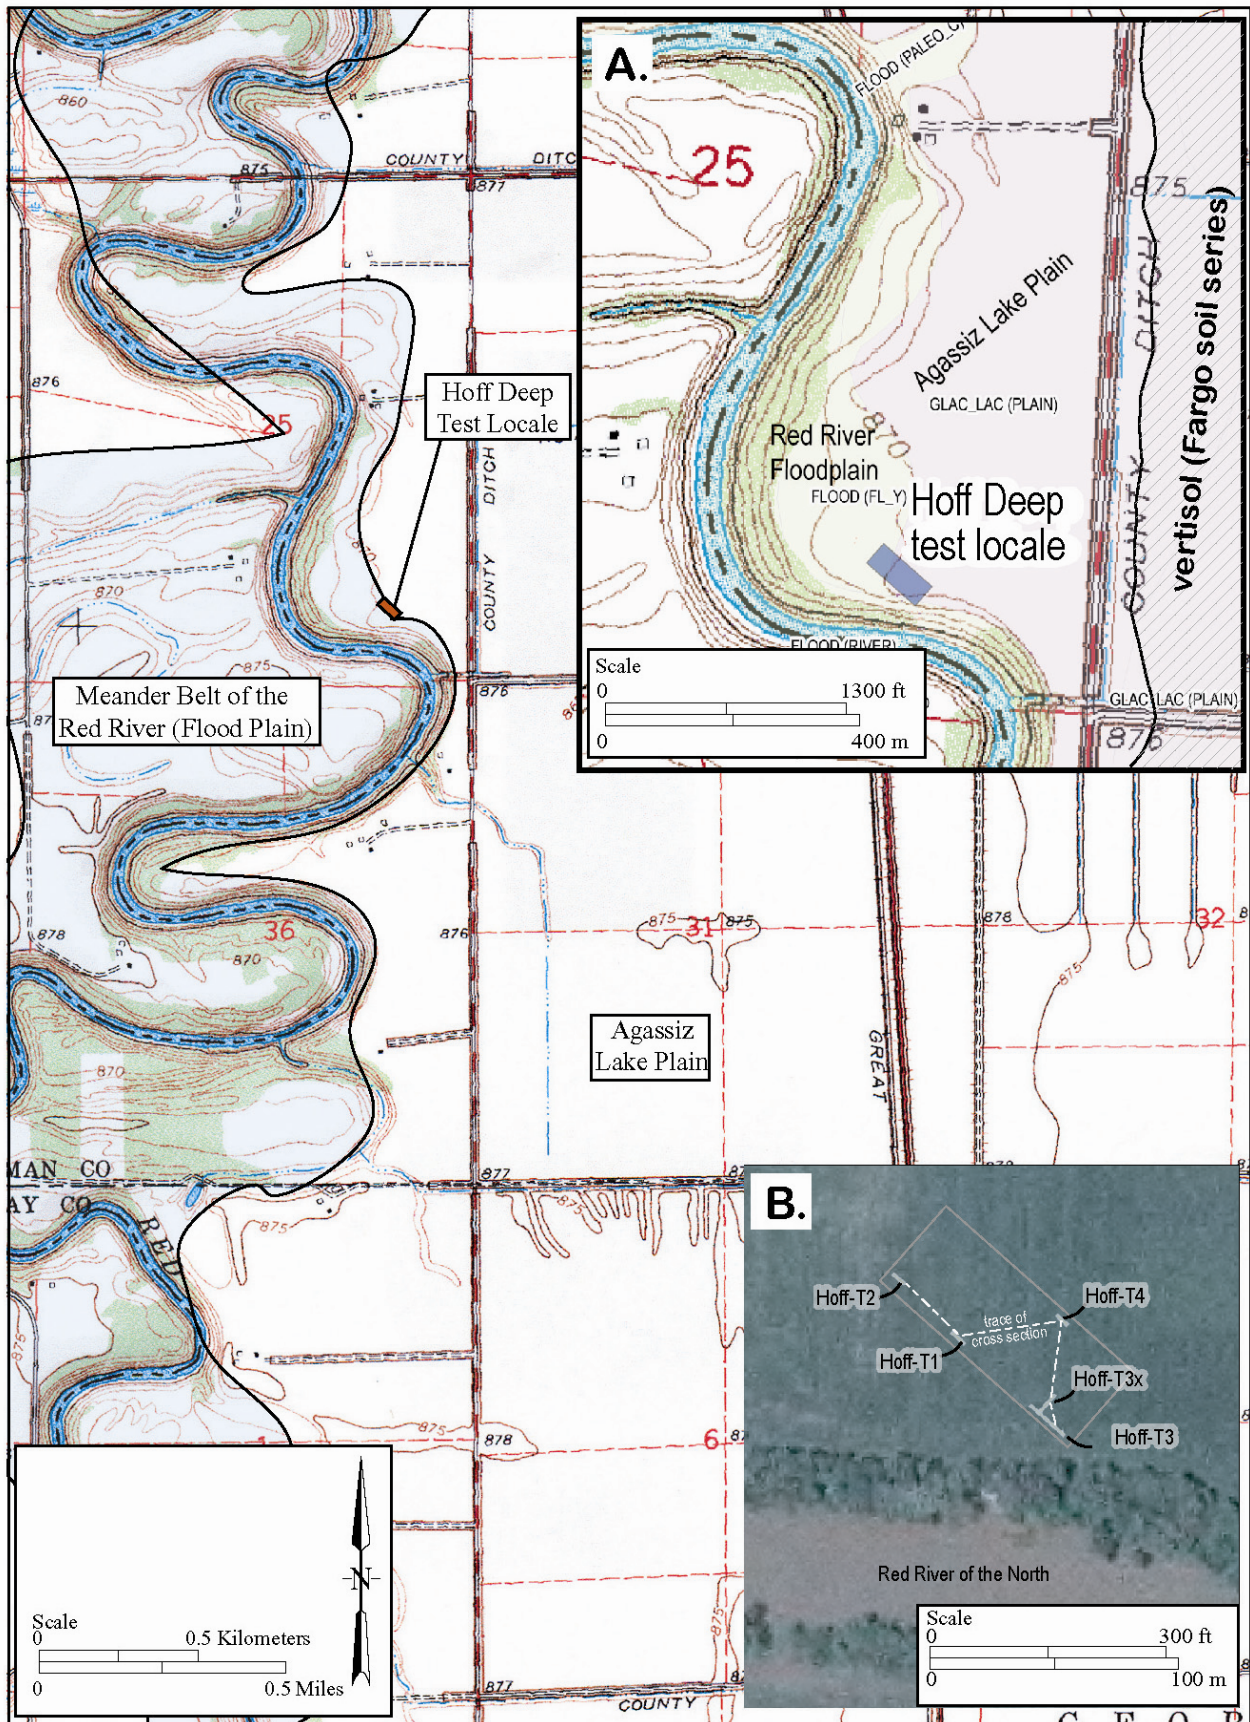 860
875
COUNTY
DITC
877
876
25
Hoff Deep
Test Locale
DITCH
COUNTY
870
870
875
876
Meander Belt of the
Red River (Flood Plain)
A.
FLOOD (PALEO_C)
25
875
DITCH
COUNTY
Agassiz Lake Plain
GLAC_LAC (PLAIN)
vertisol (Fargo soil series)
870
Red River
Floodplain
FLOOD (FL_Y)
Hoff Deep
test locale
FLOOD (RIVER)
GLAC_LAC (PLAIN)
876
Scale
0
1300 ft
0
400 m
878
36
870
876
875
31
875
878
32
875
Agassiz
Lake Plain
GREAT
870
MAN CO
AY CO
877
RED
875
875
875
878
6
875
877
COUNTY
Scale
0
0.5 Kilometers
0
0.5 Miles
N
B.
Hoff-T2
Hoff-T4
trace of
cross section
Hoff-T1
Hoff-T3x
Hoff-T3
Red River of the North
Scale
0
300 ft
0
100 m